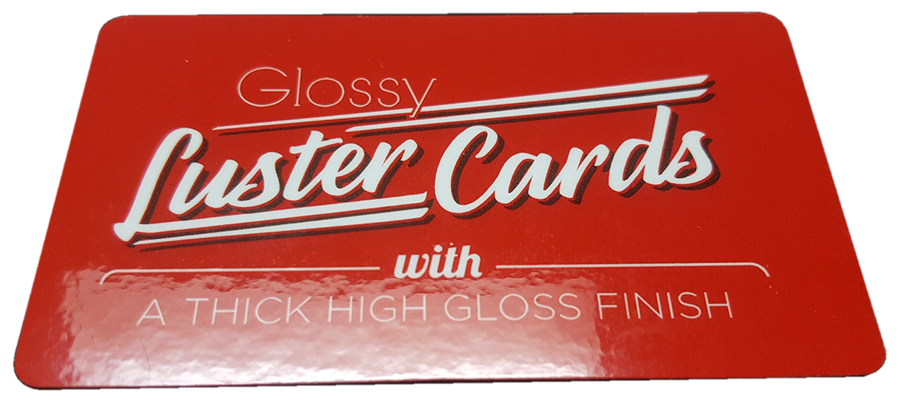 Glossy
Luster Cards
with
A THICK HIGH GLOSS FINISH